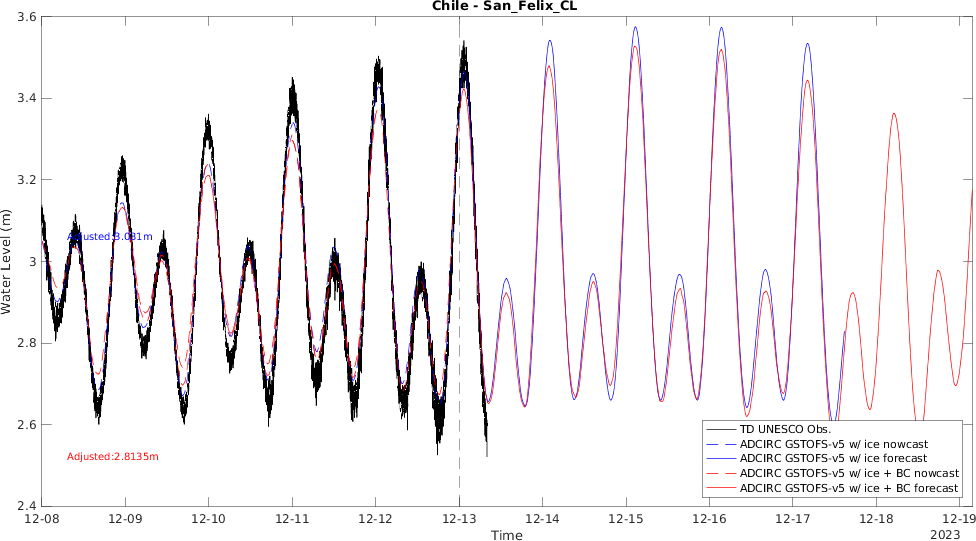 Chile - San_Felix_CL
3.6
3.4
3.2
3
2.8
2.6
2.4
Water Level (m)
Adjusted:3.031m
Adjusted:2.8135m
TD UNESCO Obs.
ADCIRC GSTOFS-v5 w/ ice nowcast
ADCIRC GSTOFS-v5 w/ ice forecast
ADCIRC GSTOFS-v5 w/ ice + BC nowcast
ADCIRC GSTOFS-v5 w/ ice + BC forecast
12-08 12-09 12-10 12-11 12-12 12-13 12-14 12-15 12-16 12-17 12-18 12-19
Time
2023